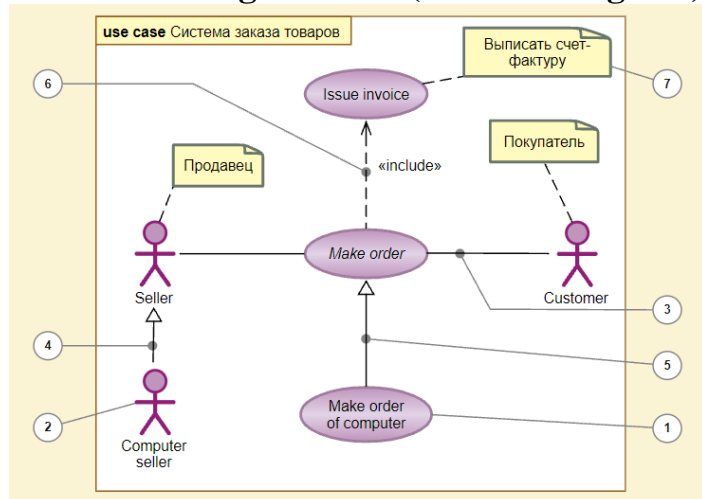 use case Система заказа товаров
Выписать счет-
фактуру
6
7
Issue invoice
Покупатель
Продавец
«include»
Make order
Seller
Customer
3
4
5
Make order
of computer
2
1
Computer
seller